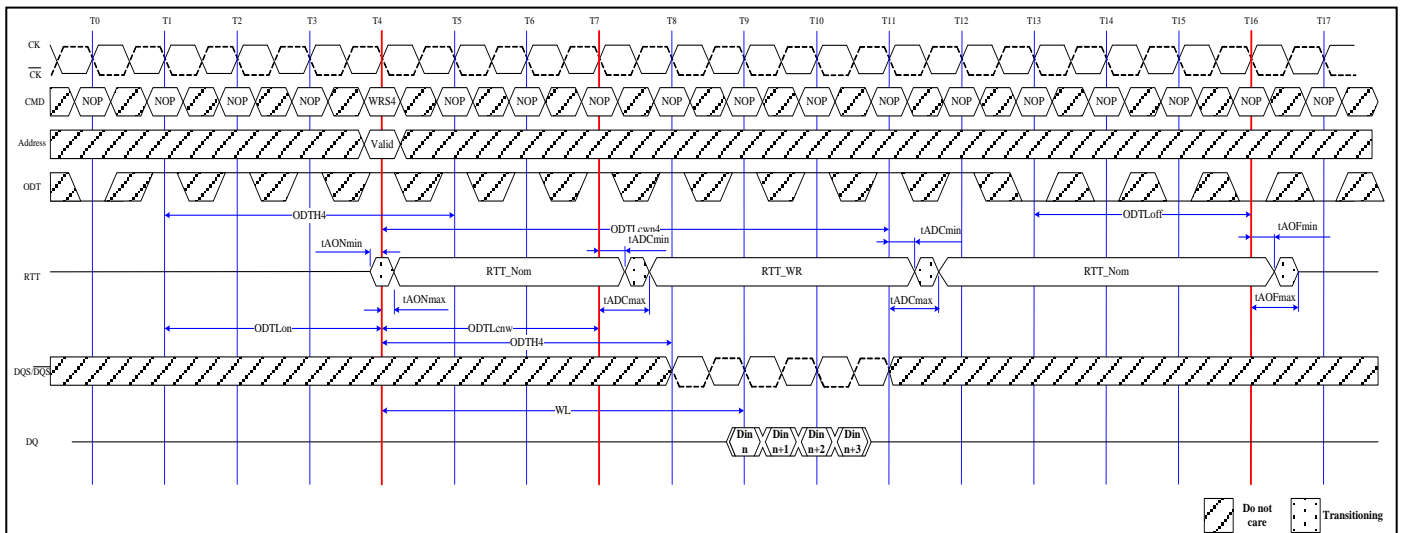 T0 T1 T2 T3 T4 T5 T6 T7 T8 T9 T10 T11 T12 T13 T14 T15 T16 T17
CK
CK
CMD NOP NOP NOP NOP WRS4 NOP NOP NOP NOP NOP NOP NOP NOP NOP NOP NOP NOP NOP
Address Valid
ODT
ODTH4 ODTLoff
ODTLcwn4
tAONmin tADCmin tADCmin tAOFmin
RTT RTT_Nom RTT_WR RTT_Nom
tAONmax tADCmax tADCmax tAOFmax
ODTLon ODTLcnw
ODTH4
DQS/DQS
WL
DQ Din n Din n+1 Din n+2 Din n+3
Do not care Transitioning